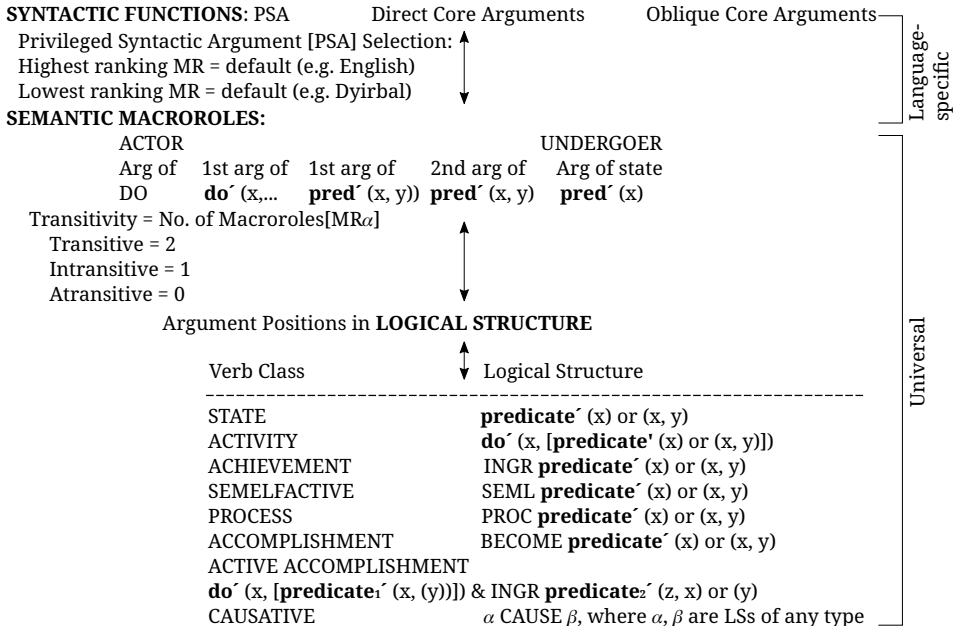 SYNTACTIC FUNCTIONS: PSA Direct Core Arguments Oblique Core Arguments
Privileged Syntactic Argument [PSA] Selection:
Highest ranking MR = default (e.g. English)
Lowest ranking MR = default (e.g. Dyirbal)
Language-
specific
SEMANTIC MACROROLES:
ACTOR UNDERGOER
Arg of 1st arg of 1st arg of 2nd arg of Arg of state
DO do´ (x,... pred´ (x, y)) pred´ (x, y) pred´ (x)
Transitivity = No. of Macroroles[MRα]
Transitive = 2
Intransitive = 1
Atransitive = 0
Argument Positions in LOGICAL STRUCTURE
Universal
Verb Class Logical Structure
STATE predicate´ (x) or (x, y)
ACTIVITY do´ (x, [predicate' (x) or (x, y)])
ACHIEVEMENT INGR predicate´ (x) or (x, y)
SEMELFACTIVE SEML predicate´ (x) or (x, y)
PROCESS PROC predicate´ (x) or (x, y)
ACCOMPLISHMENT BECOME predicate´ (x) or (x, y)
ACTIVE ACCOMPLISHMENT
do´ (x, [predicate₁´ (x, (y))]) & INGR predicate₂´ (z, x) or (y)
CAUSATIVE α CAUSE β, where α, β are LSs of any type